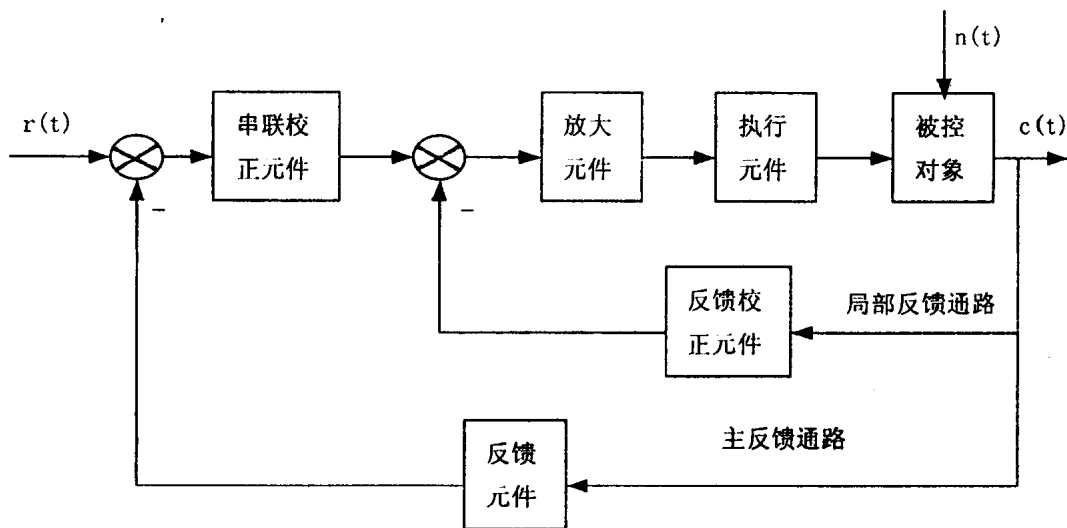 n(t)
r(t)
串联校
正元件
放大
元件
执行
元件
被控
对象
c(t)
−
−
反馈校
正元件
局部反馈通路
反馈
元件
主反馈通路